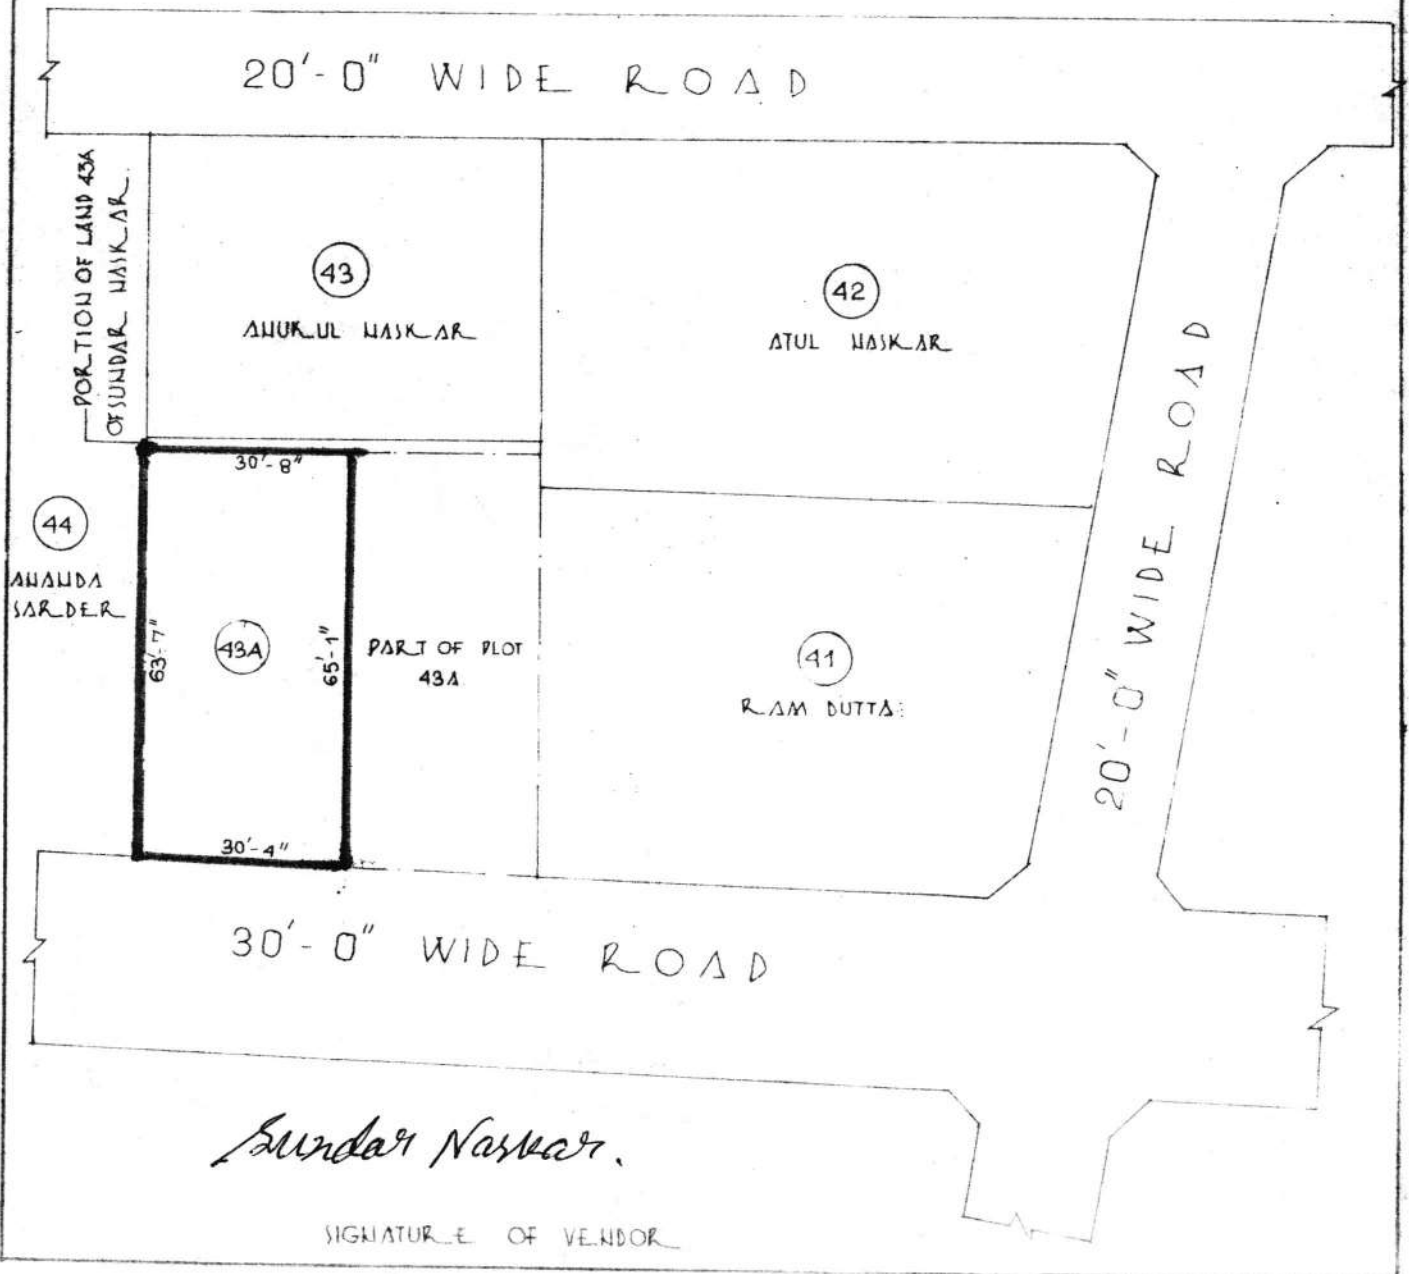 20'-0" WIDE ROAD
PORTION OF LAND 43A
OF SUNDAR NASKAR.
43
ANUKUL NASKAR
42
ATUL NASKAR
30'-8"
44
ANANDA
SARDER
63'-7"
43A
65'-1"
PART OF PLOT
43A
41
RAM DUTTA
20'-0" WIDE ROAD
30'-4"
30'-0" WIDE ROAD
Sundar Naskar.
SIGNATURE OF VENDOR